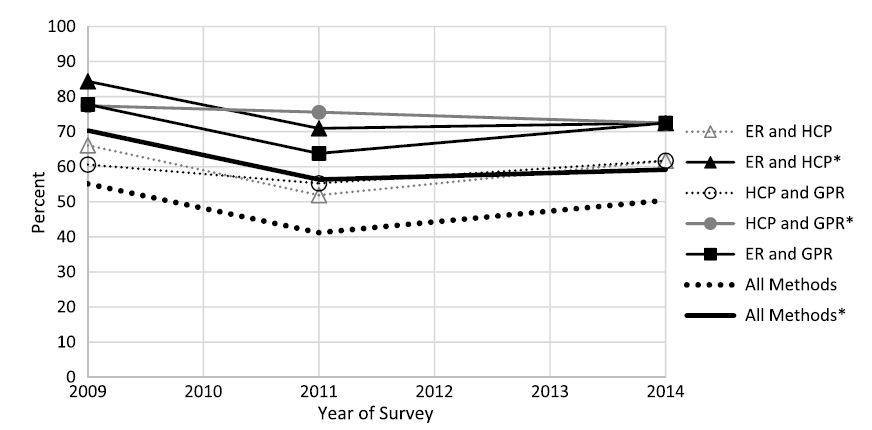 100
90
80
70
60
50
40
30
20
10
0
Percent
2009 2010 2011 2012 2013 2014
Year of Survey
ER and HCP
ER and HCP*
HCP and GPR
HCP and GPR*
ER and GPR
All Methods
All Methods*